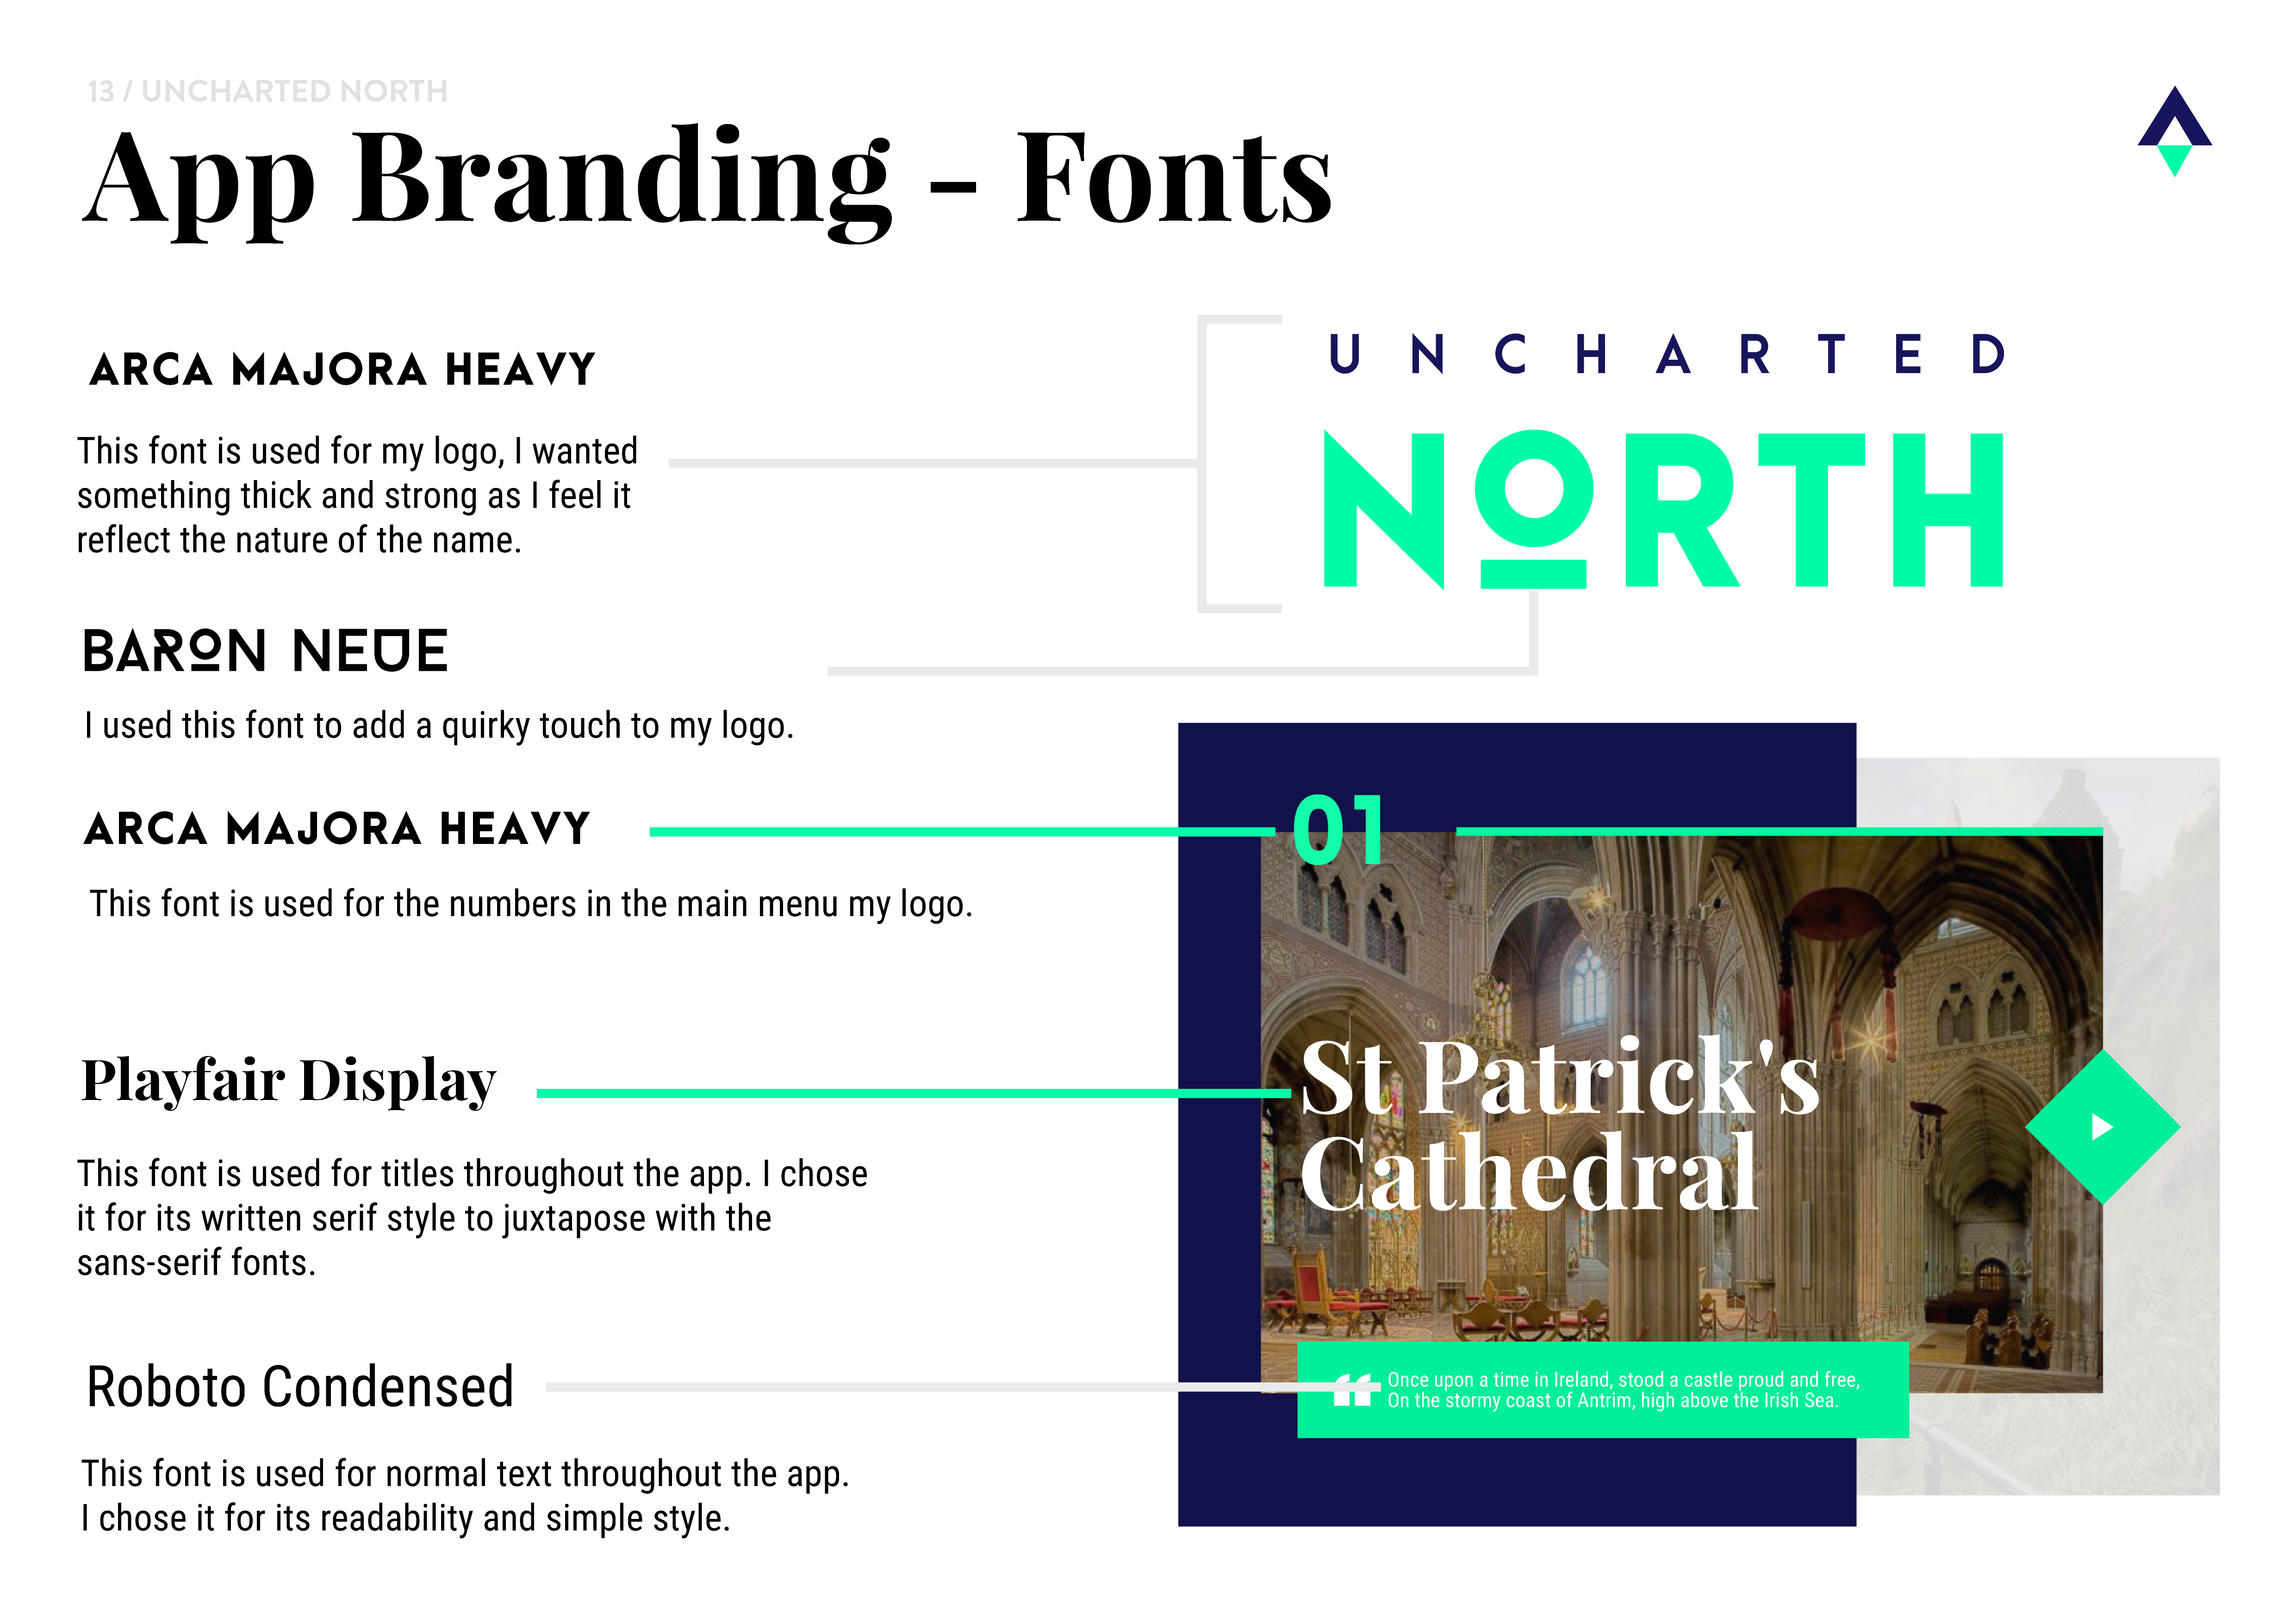 13 / UNCHARTED NORTH
App Branding - Fonts
ARCA MAJORA HEAVY
This font is used for my logo, I wanted
something thick and strong as I feel it
reflect the nature of the name.
BARON NEUE
I used this font to add a quirky touch to my logo.
ARCA MAJORA HEAVY
This font is used for the numbers in the main menu my logo.
Playfair Display
This font is used for titles throughout the app. I chose
it for its written serif style to juxtapose with the
sans-serif fonts.
Roboto Condensed
This font is used for normal text throughout the app.
I chose it for its readability and simple style.
UNCHARTED
NORTH
01
St Patrick's
Cathedral
“ Once upon a time in Ireland, stood a castle proud and free,
On the stormy coast of Antrim, high above the Irish Sea.